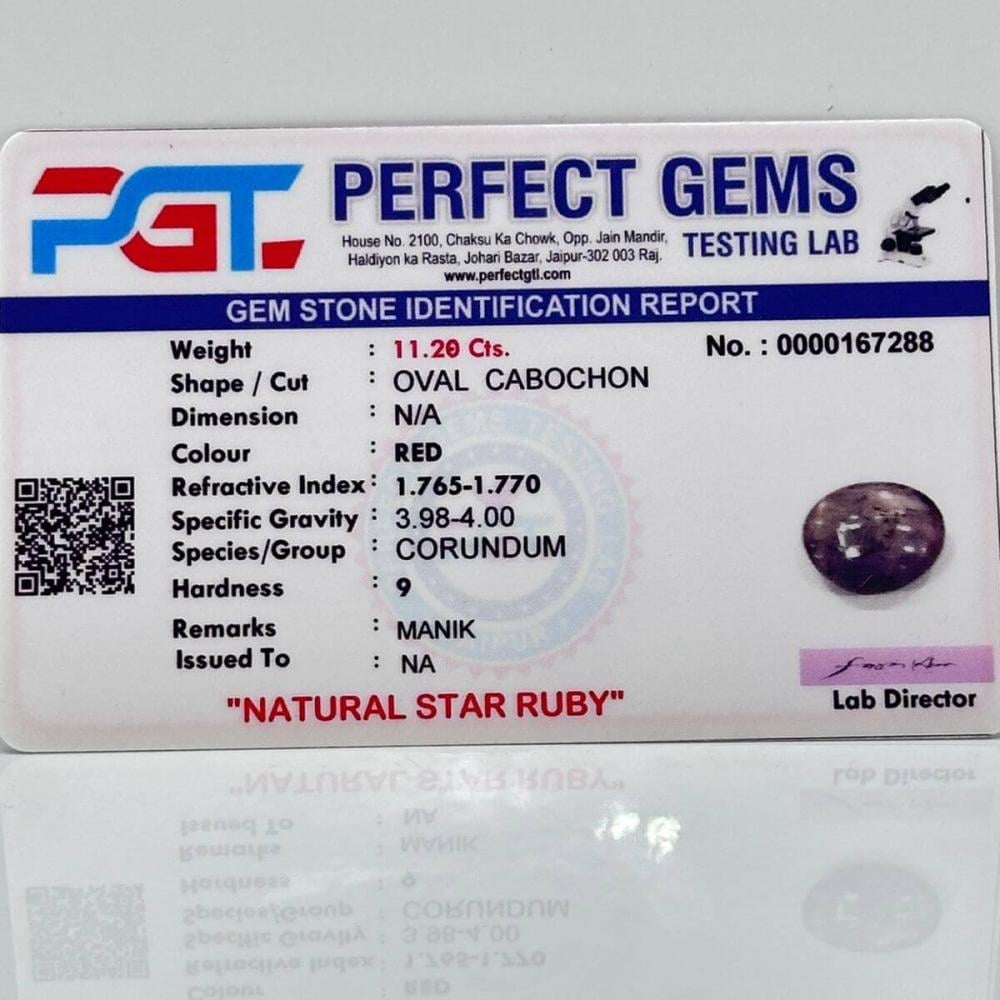 PGT.
PERFECT GEMS
TESTING LAB
House No. 2100, Chaksu Ka Chowk, Opp. Jain Mandir,
Haldiyon ka Rasta, Johari Bazar, Jaipur-302 003 Raj.
www.perfectgtl.com
GEM STONE IDENTIFICATION REPORT
No. : 0000167288
Weight : 11.20 Cts.
Shape / Cut : OVAL CABOCHON
Dimension : N/A
Colour : RED
Refractive Index : 1.765-1.770
Specific Gravity : 3.98-4.00
Species/Group : CORUNDUM
Hardness : 9
Remarks : MANIK
Issued To : NA
"NATURAL STAR RUBY"
Lab Director